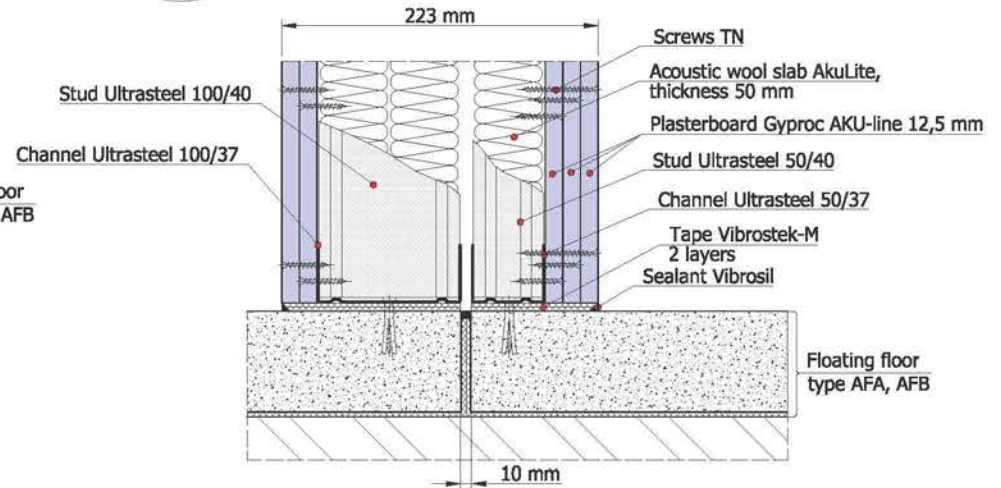 223 mm
Screws TN
Acoustic wool slab AkuLite,
thickness 50 mm
Stud Ultrasteel 100/40
Plasterboard Gyproc AKU-line 12,5 mm
Channel Ultrasteel 100/37
Stud Ultrasteel 50/40
oor
AFB
Channel Ultrasteel 50/37
Tape Vibrostek-M
2 layers
Sealant Vibrosil
Floating floor
type AFA, AFB
10 mm